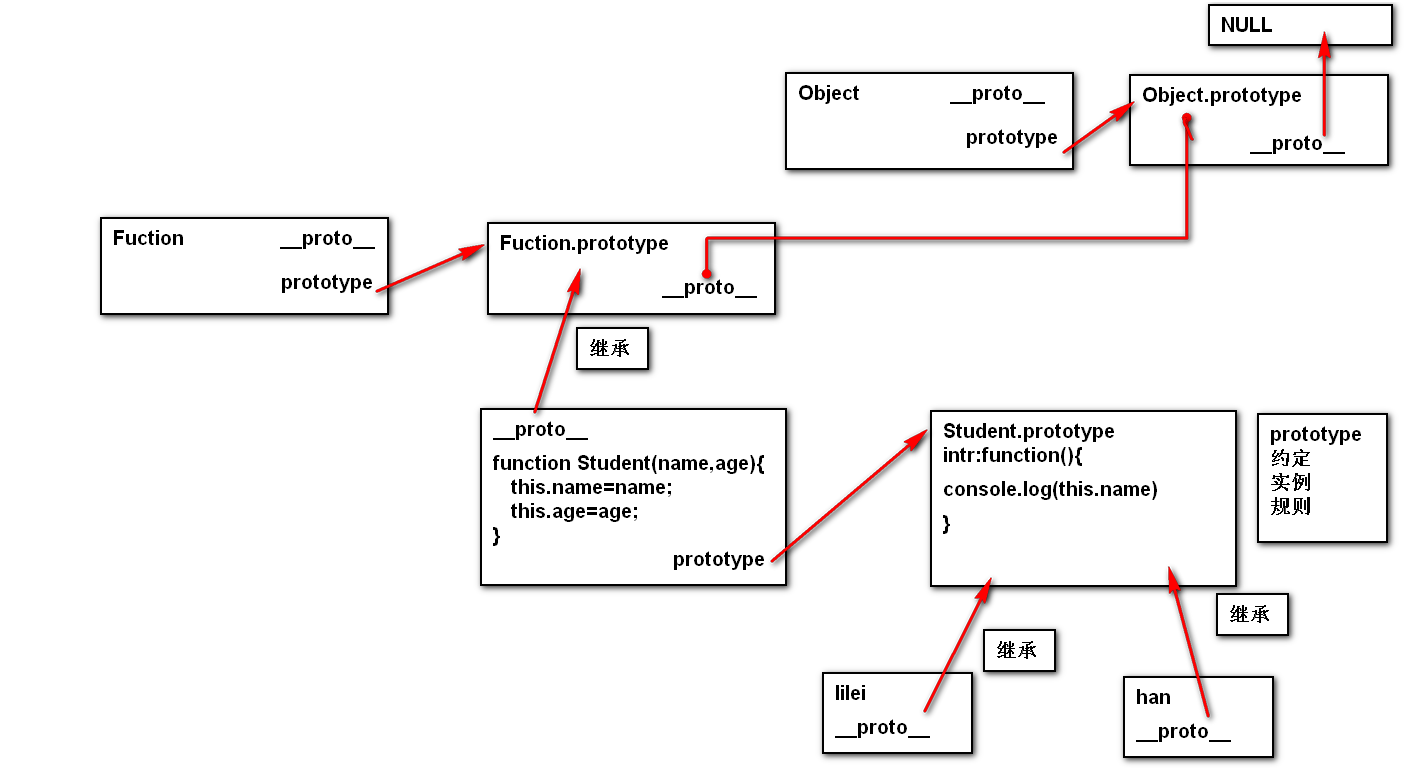 NULL
Object __proto__
prototype
Object.prototype
__proto__
Fuction __proto__
prototype
Fuction.prototype
__proto__
继承
__proto__
function Student(name,age){
this.name=name;
this.age=age;
}
prototype
Student.prototype
intr:function(){
console.log(this.name)
}
prototype
约定
实例
规则
继承
继承
lilei
__proto__
han
__proto__